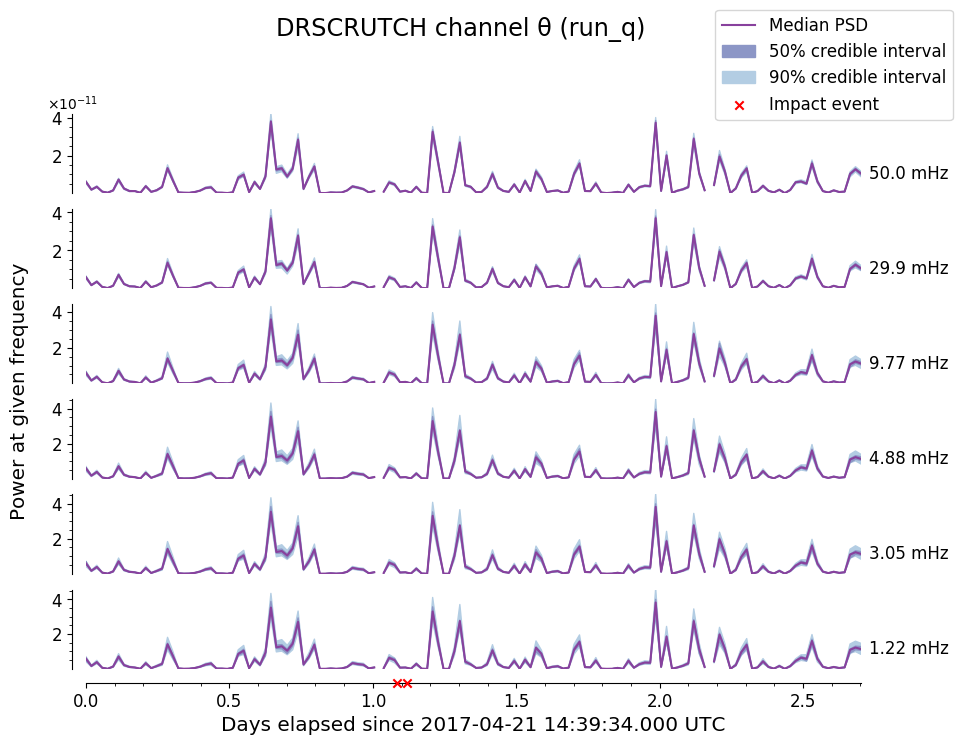 DRSCRUTCH channel θ (run_q)
Median PSD
50% credible interval
90% credible interval
Impact event
×10⁻¹¹
4
2
50.0 mHz
4
2
29.9 mHz
4
2
9.77 mHz
4
2
4.88 mHz
4
2
3.05 mHz
4
2
1.22 mHz
Power at given frequency
0.0 0.5 1.0 1.5 2.0 2.5
Days elapsed since 2017-04-21 14:39:34.000 UTC